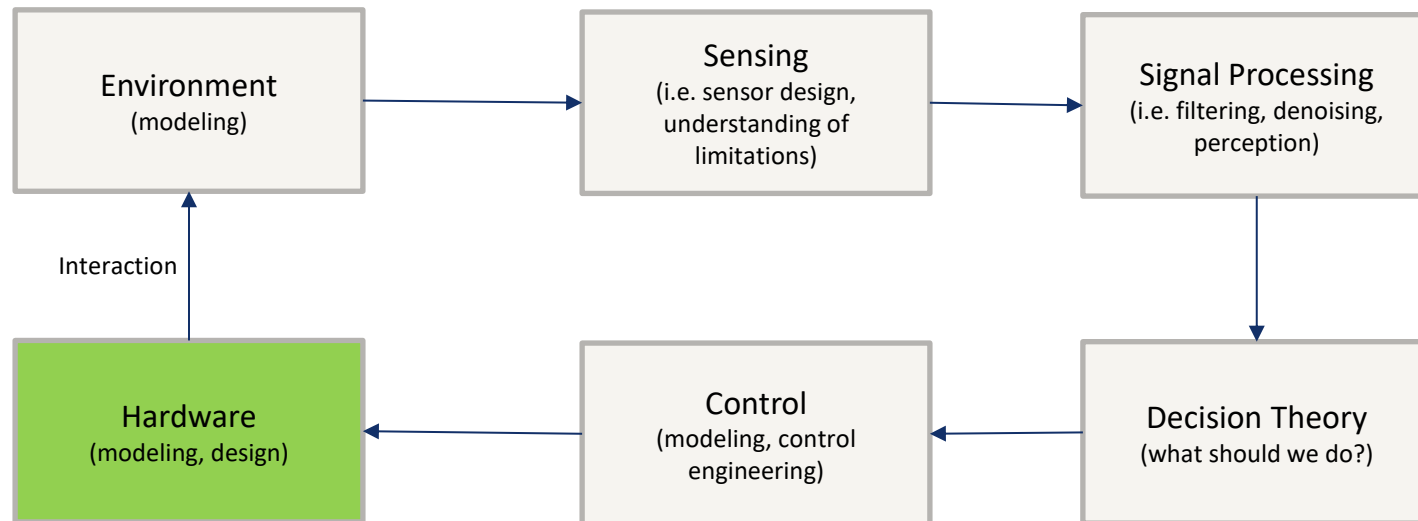 Environment
(modeling)
Sensing
(i.e. sensor design,
understanding of
limitations)
Signal Processing
(i.e. filtering, denoising,
perception)
Interaction
Hardware
(modeling, design)
Control
(modeling, control
engineering)
Decision Theory
(what should we do?)